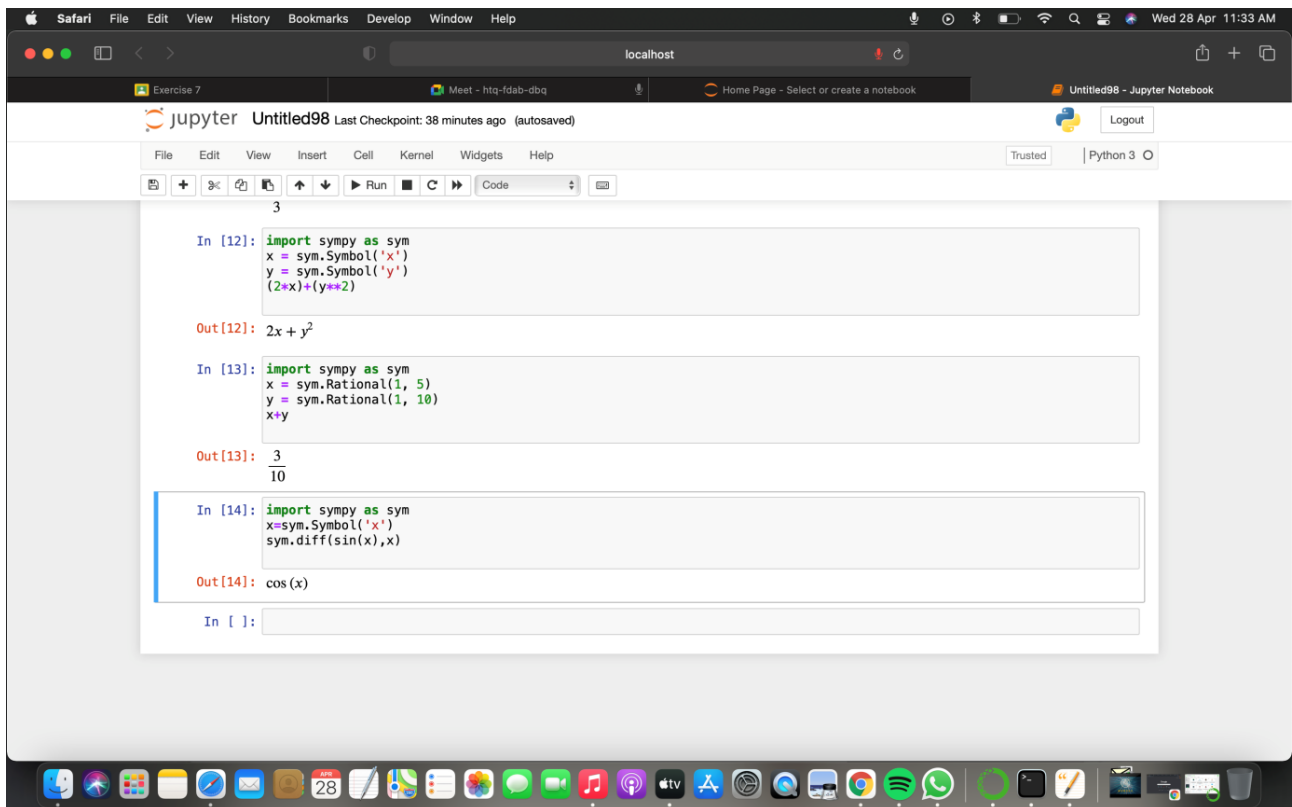 Safari File Edit View History Bookmarks Develop Window Help Wed 28 Apr 11:33 AM
localhost
Exercise 7 Meet - htq-fdab-dbq Home Page - Select or create a notebook Untitled98 - Jupyter Notebook
jupyter Untitled98 Last Checkpoint: 38 minutes ago (autosaved) Logout
File Edit View Insert Cell Kernel Widgets Help Trusted Python 3
Run Code
3
In [12]: import sympy as sym
x = sym.Symbol('x')
y = sym.Symbol('y')
(2*x)+(y**2)
Out[12]: 2x + y²
In [13]: import sympy as sym
x = sym.Rational(1, 5)
y = sym.Rational(1, 10)
x+y
Out[13]: 3
10
In [14]: import sympy as sym
x=sym.Symbol('x')
sym.diff(sin(x),x)
Out[14]: cos (x)
In [ ]:
APR
28
tv